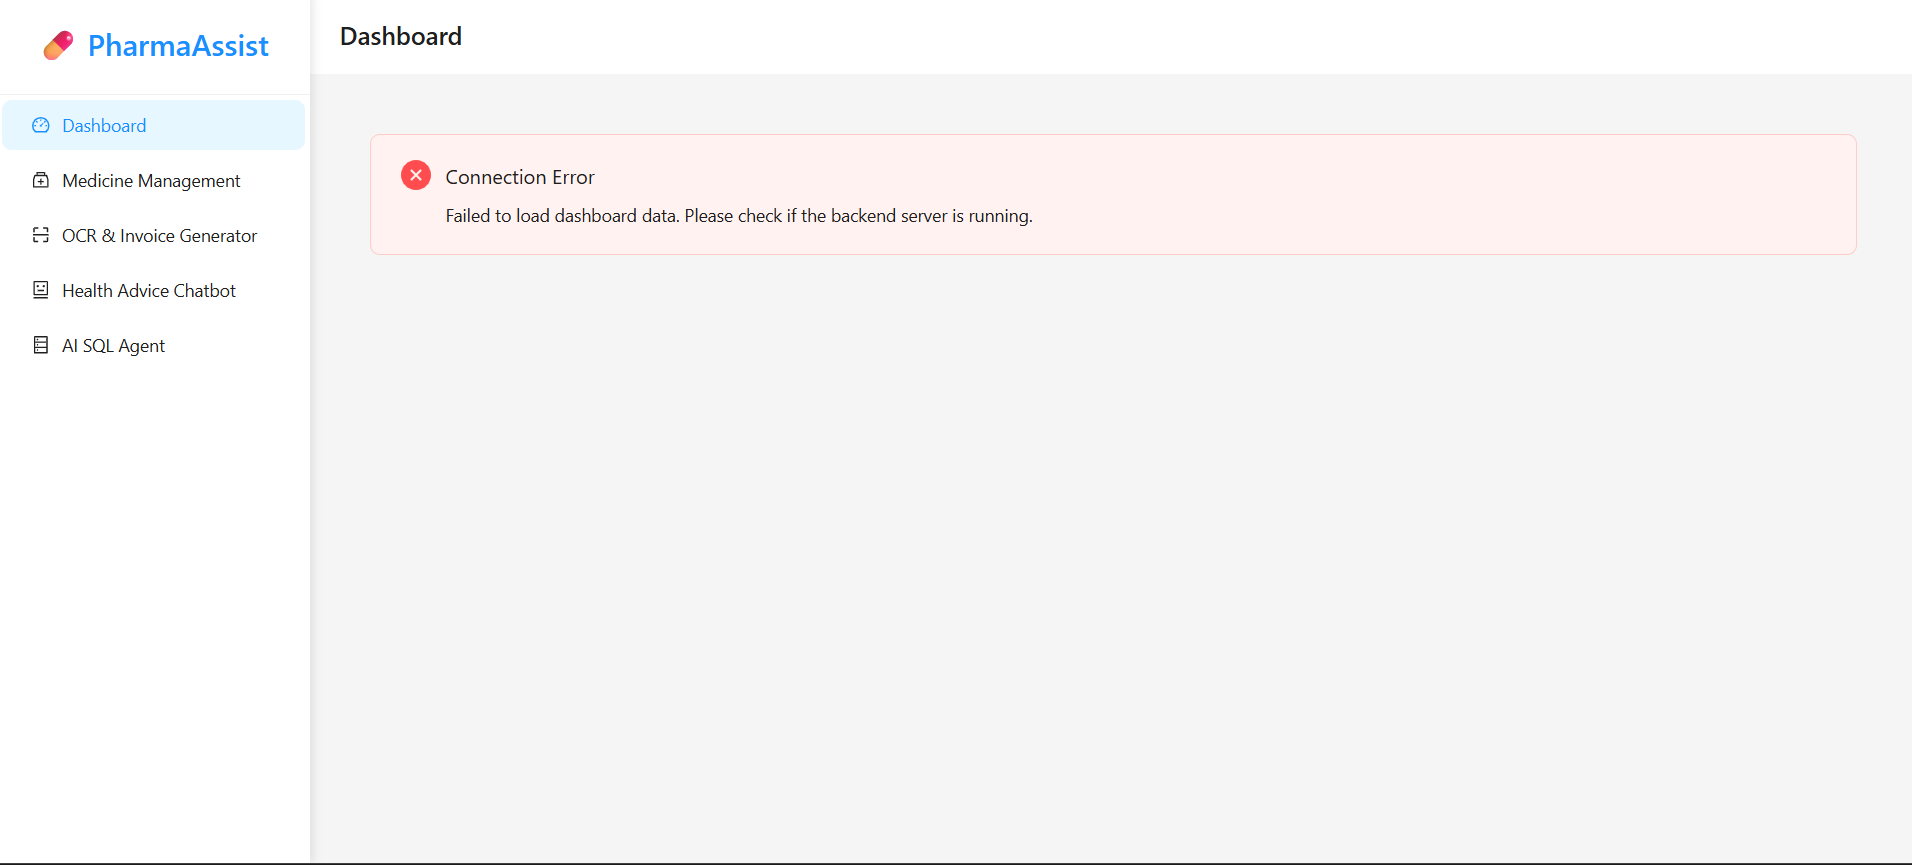 PharmaAssist
Dashboard
Medicine Management
OCR & Invoice Generator
Health Advice Chatbot
AI SQL Agent
Dashboard
Connection Error
Failed to load dashboard data. Please check if the backend server is running.